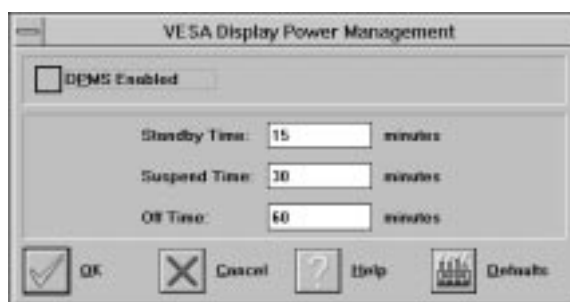 VESA Display Power Management
DPMS Enabled
Standby Time: 15 minutes
Suspend Time: 30 minutes
Off Time: 60 minutes
OK Cancel ? Help Defaults